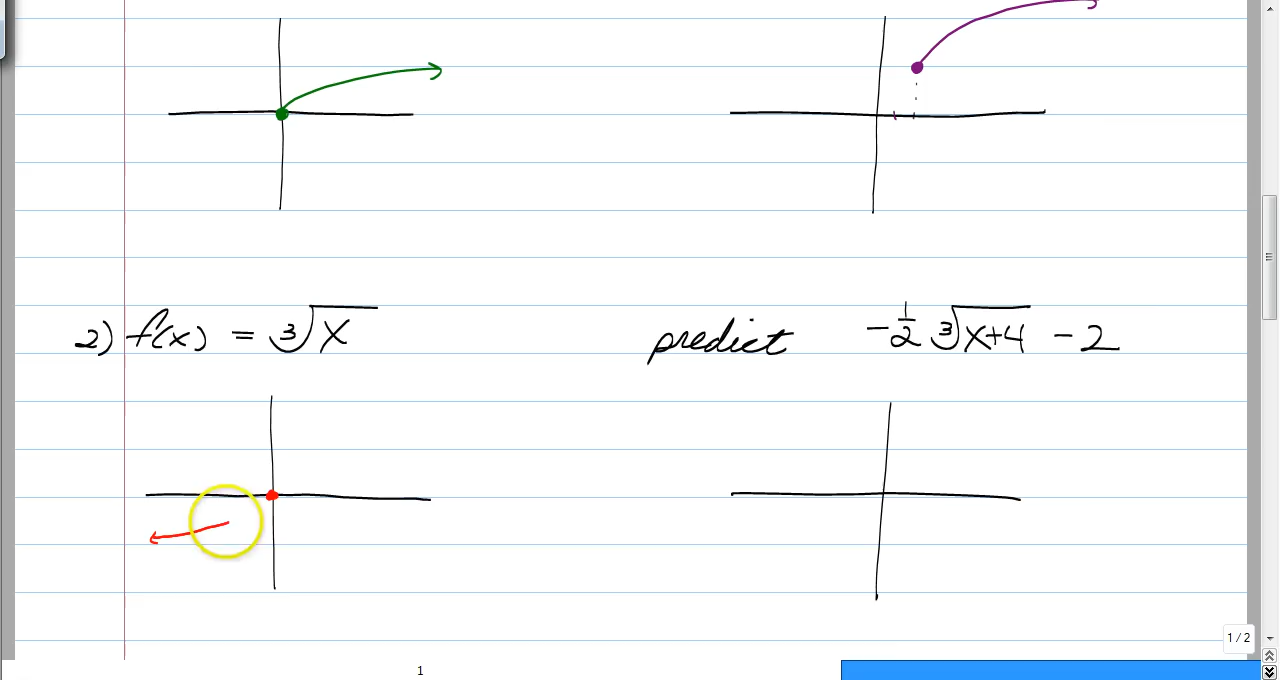 2) f(x) = ∛x
predict -1/2 ∛(x+4) - 2
1 / 2
1